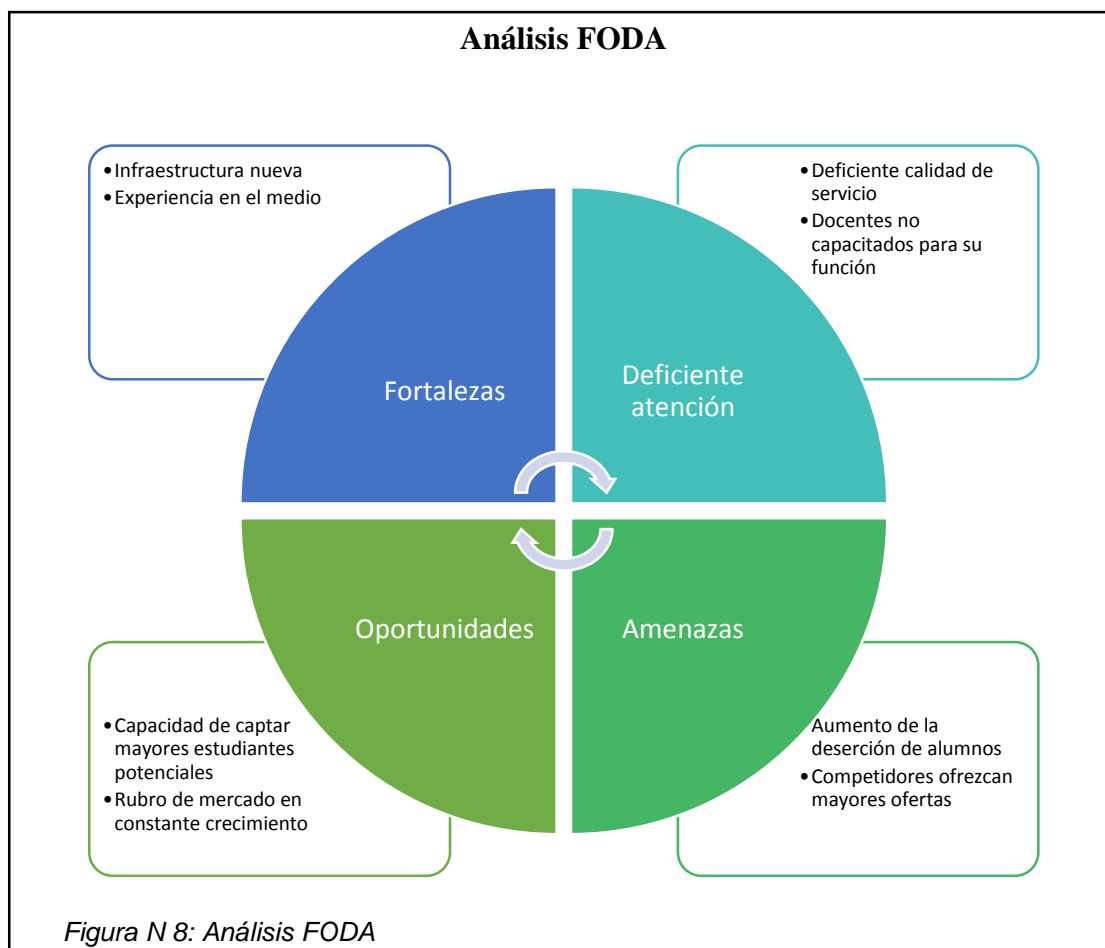 Análisis FODA
•Infraestructura nueva
•Experiencia en el medio
•Deficiente calidad de
servicio
•Docentes no
capacitados para su
función
Fortalezas
Deficiente
atención
Oportunidades
Amenazas
•Capacidad de captar
mayores estudiantes
potenciales
•Rubro de mercado en
constante crecimiento
Aumento de la
deserción de alumnos
•Competidores ofrezcan
mayores ofertas
Figura N 8: Análisis FODA